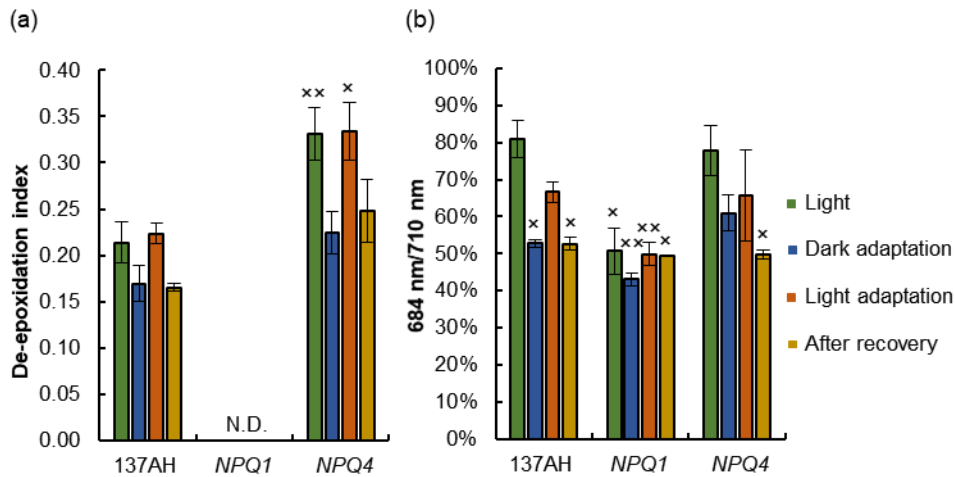 (a)
De-epoxidation index
0.40
0.35
0.30
0.25
0.20
0.15
0.10
0.05
0.00
×× ×
N.D.
137AH NPQ1 NPQ4
(b)
684 nm/710 nm
100%
90%
80%
70%
60%
50%
40%
30%
20%
10%
0%
× × × ×× ×× × ×
137AH NPQ1 NPQ4
Light
Dark adaptation
Light adaptation
After recovery